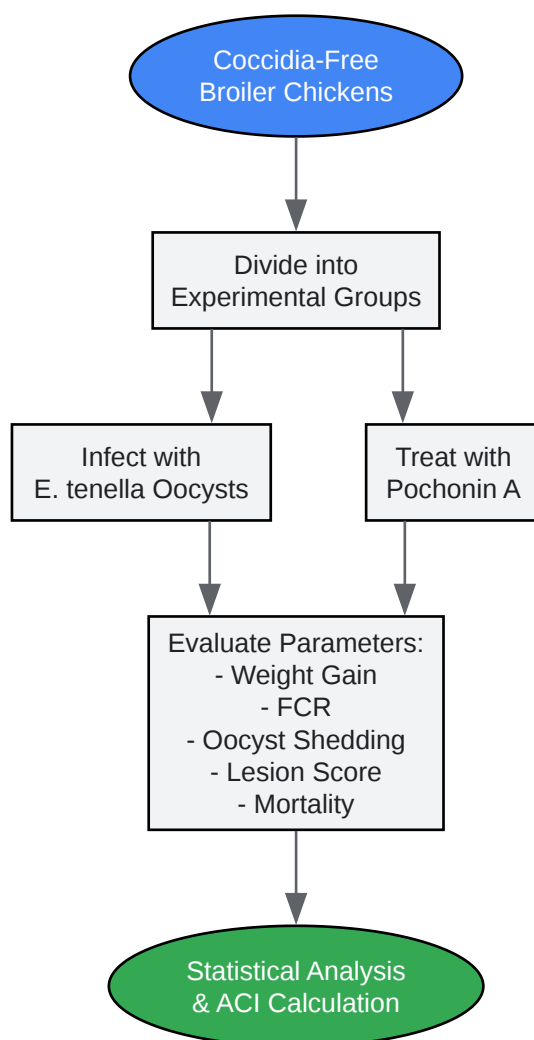 Coccidia-Free
Broiler Chickens
Divide into
Experimental Groups
Infect with
E. tenella Oocysts
Treat with
Pochonin A
Evaluate Parameters:
- Weight Gain
- FCR
- Oocyst Shedding
- Lesion Score
- Mortality
Statistical Analysis
& ACI Calculation